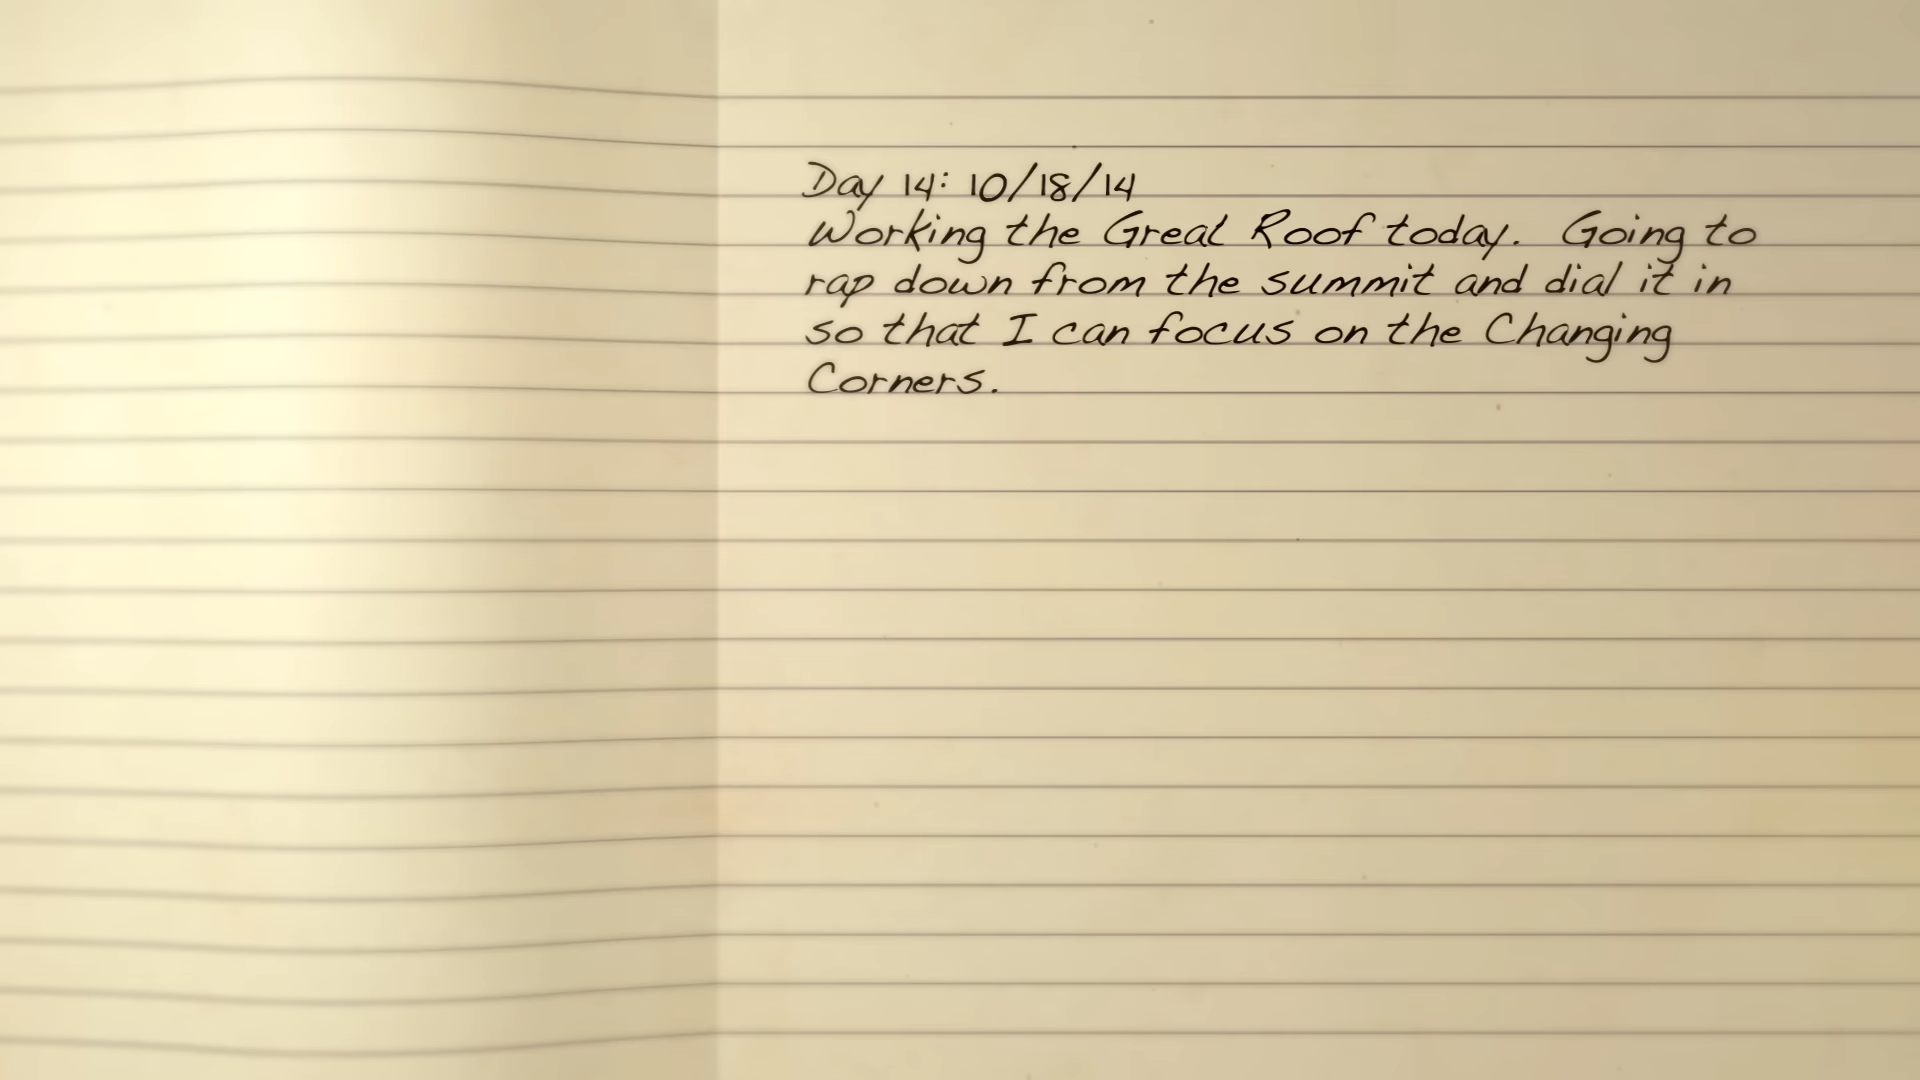 Day 14: 10/18/14
Working the Great Roof today.  Going to
rap down from the summit and dial it in
so that I can focus on the Changing
Corners.